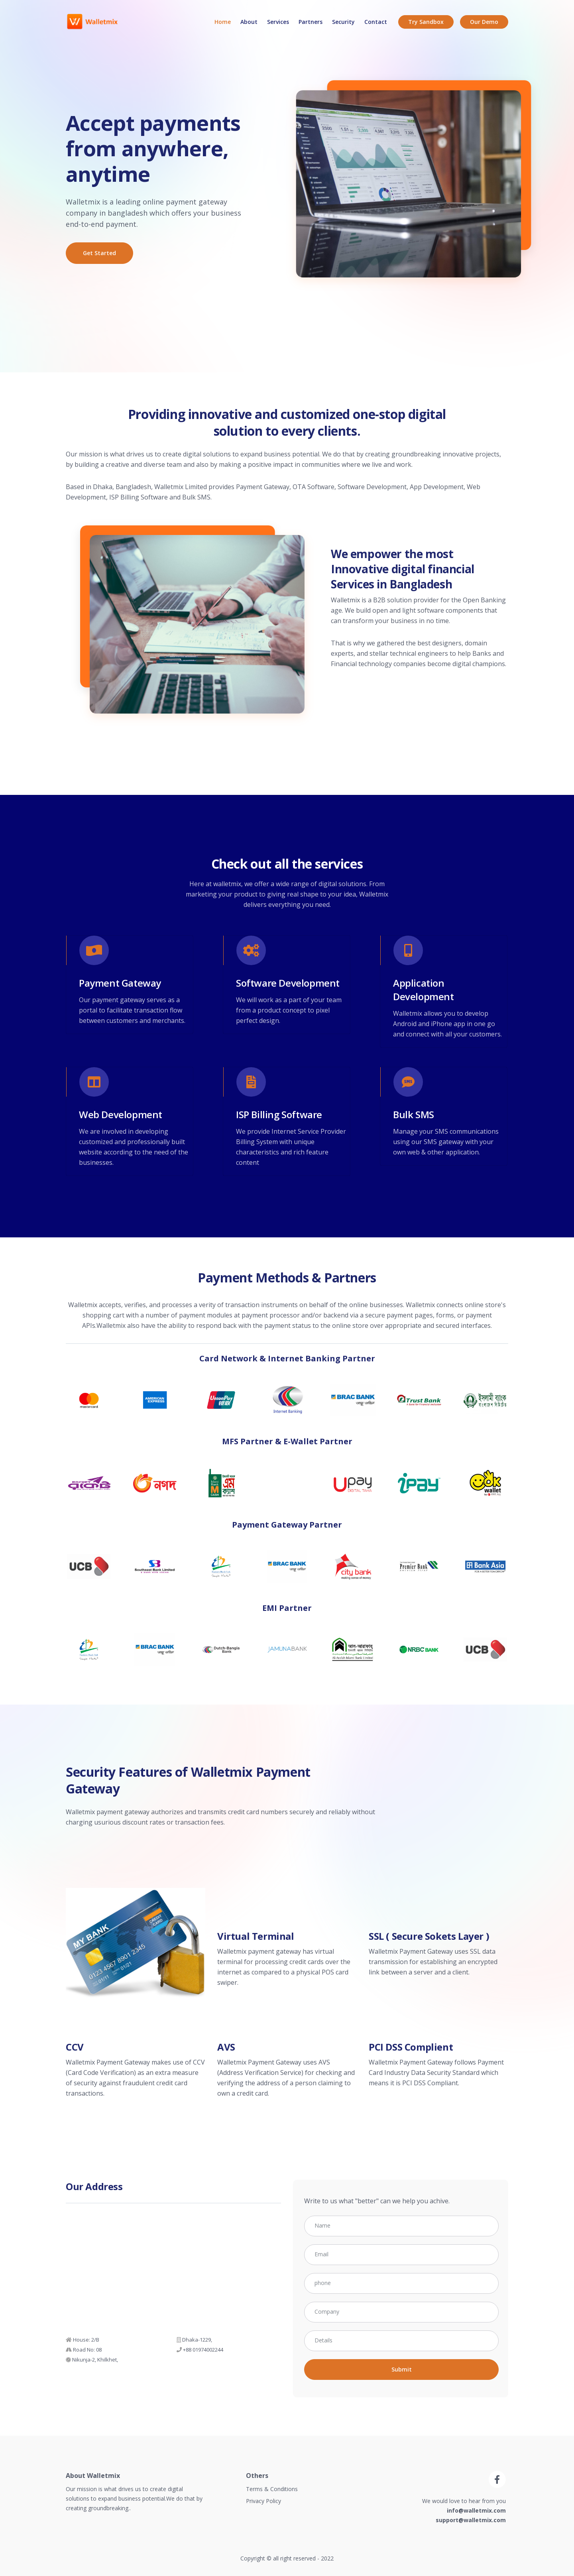 Walletmix
Home About Services Partners Security Contact Try Sandbox Our Demo
Accept payments
from anywhere,
anytime
Walletmix is a leading online payment gateway
company in bangladesh which offers your business
end-to-end payment.
Get Started
Providing innovative and customized one-stop digital
solution to every clients.
Our mission is what drives us to create digital solutions to expand business potential. We do that by creating groundbreaking innovative projects,
by building a creative and diverse team and also by making a positive impact in communities where we live and work.
Based in Dhaka, Bangladesh, Walletmix Limited provides Payment Gateway, OTA Software, Software Development, App Development, Web
Development, ISP Billing Software and Bulk SMS.
We empower the most
Innovative digital financial
Services in Bangladesh
Walletmix is a B2B solution provider for the Open Banking
age. We build open and light software components that
can transform your business in no time.
That is why we gathered the best designers, domain
experts, and stellar technical engineers to help Banks and
Financial technology companies become digital champions.
Check out all the services
Here at walletmix, we offer a wide range of digital solutions. From
marketing your product to giving real shape to your idea, Walletmix
delivers everything you need.
Payment Gateway
Our payment gateway serves as a
portal to facilitate transaction flow
between customers and merchants.
Software Development
We will work as a part of your team
from a product concept to pixel
perfect design.
Application
Development
Walletmix allows you to develop
Android and iPhone app in one go
and connect with all your customers.
Web Development
We are involved in developing
customized and professionally built
website according to the need of the
businesses.
ISP Billing Software
We provide Internet Service Provider
Billing System with unique
characteristics and rich feature
content
Bulk SMS
Manage your SMS communications
using our SMS gateway with your
own web & other application.
Payment Methods & Partners
Walletmix accepts, verifies, and processes a veriety of transaction instruments on behalf of the online businesses. Walletmix connects online store's
shopping cart with a number of payment modules at payment processor and/or backend via a secure payment pages, forms, or payment
APIs.Walletmix also have the ability to respond back with the payment status to the online store over appropriate and secured interfaces.
Card Network & Internet Banking Partner
mastercard
AMERICAN
EXPRESS
UnionPay
Internet Banking
BRAC BANK
Trust Bank
ইসলামী ব্যাংক
MFS Partner & E-Wallet Partner
রকেট
নগদ
Upay
iPay
OK
wallet
Payment Gateway Partner
UCB
Southeast Bank Limited
BRAC BANK
city bank
Premier Bank
Bank Asia
EMI Partner
BRAC BANK
Dutch-Bangla
Bank
JAMUNABANK
NRBC BANK
UCB
Security Features of Walletmix Payment
Gateway
Walletmix payment gateway authorizes and transmits credit card numbers securely and reliably without
charging usurious discount rates or transaction fees.
MY BANK
CREDIT CARD
0123 4567 8901 2345
Virtual Terminal
Walletmix payment gateway has virtual
terminal for processing credit cards over the
internet as compared to a physical POS card
swiper.
SSL ( Secure Sokets Layer )
Walletmix Payment Gateway uses SSL data
transmission for establishing an encrypted
link between a server and a client.
CCV
Walletmix Payment Gateway makes use of CCV
(Card Code Verification) as an extra measure
of security against fraudulent credit card
transactions.
AVS
Walletmix Payment Gateway uses AVS
(Address Verification Service) for checking and
verifying the address of a person claiming to
own a credit card.
PCI DSS Complient
Walletmix Payment Gateway follows Payment
Card Industry Data Security Standard which
means it is PCI DSS Compliant.
Our Address
House: 2/B
Road No: 08
Nikunja-2, Khilkhet,
Dhaka-1229,
+88 01974002244
Write to us what "better" can we help you achive.
Name
Email
phone
Company
Details
Submit
About Walletmix
Our mission is what drives us to create digital
solutions to expand business potential.We do that by
creating groundbreaking..
Others
Terms & Conditions
Privacy Policy
We would love to hear from you
info@walletmix.com
support@walletmix.com
Copyright © all right reserved - 2022